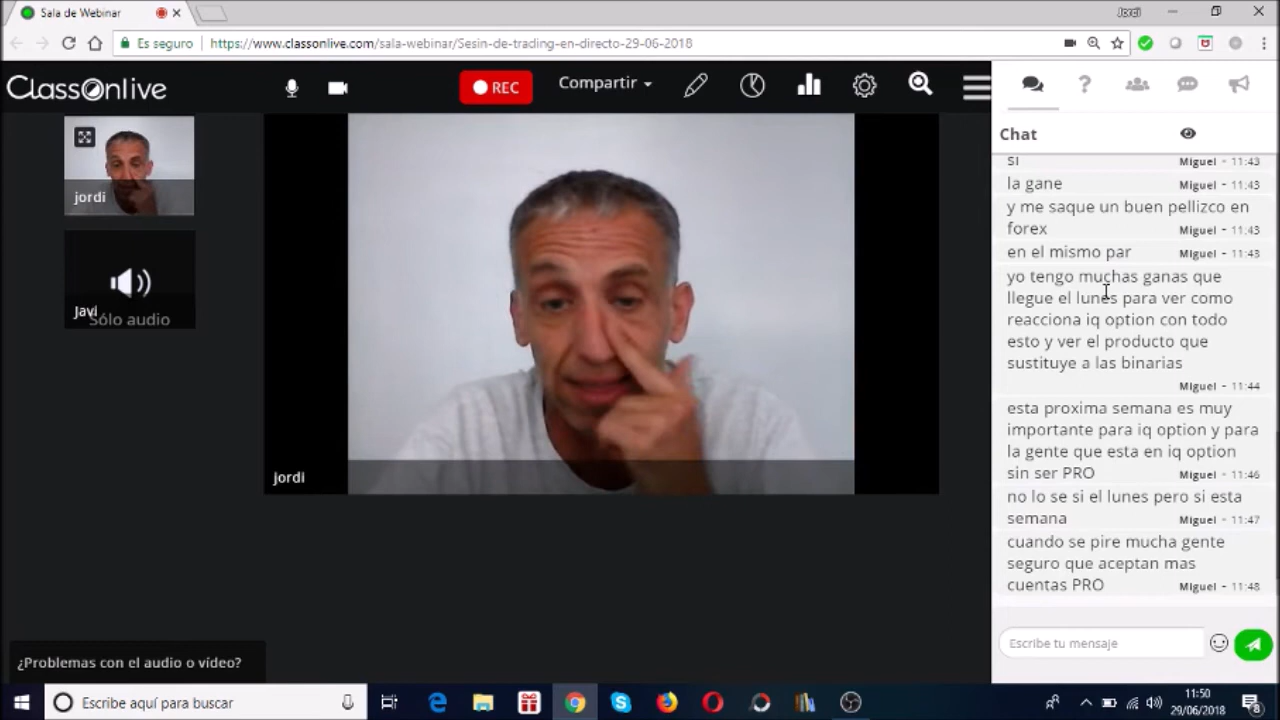 Sala de Webinar
Jordi
Es seguro
https://www.classonlive.com/sala-webinar/Sesin-de-trading-en-directo-29-06-2018
ClassOnlive
REC
Compartir
jordi
Javi
Sólo audio
jordi
¿Problemas con el audio o vídeo?
Chat
SI
Miguel - 11:43
la gane
Miguel - 11:43
y me saque un buen pellizco en
forex
Miguel - 11:43
en el mismo par
Miguel - 11:43
yo tengo muchas ganas que
llegue el lunes para ver como
reacciona iq option con todo
esto y ver el producto que
sustituye a las binarias
Miguel - 11:44
esta proxima semana es muy
importante para iq option y para
la gente que esta en iq option
sin ser PRO
Miguel - 11:46
no lo se si el lunes pero si esta
semana
Miguel - 11:47
cuando se pire mucha gente
seguro que aceptan mas
cuentas PRO
Miguel - 11:48
Escribe tu mensaje
Escribe aquí para buscar
11:50
29/06/2018
8